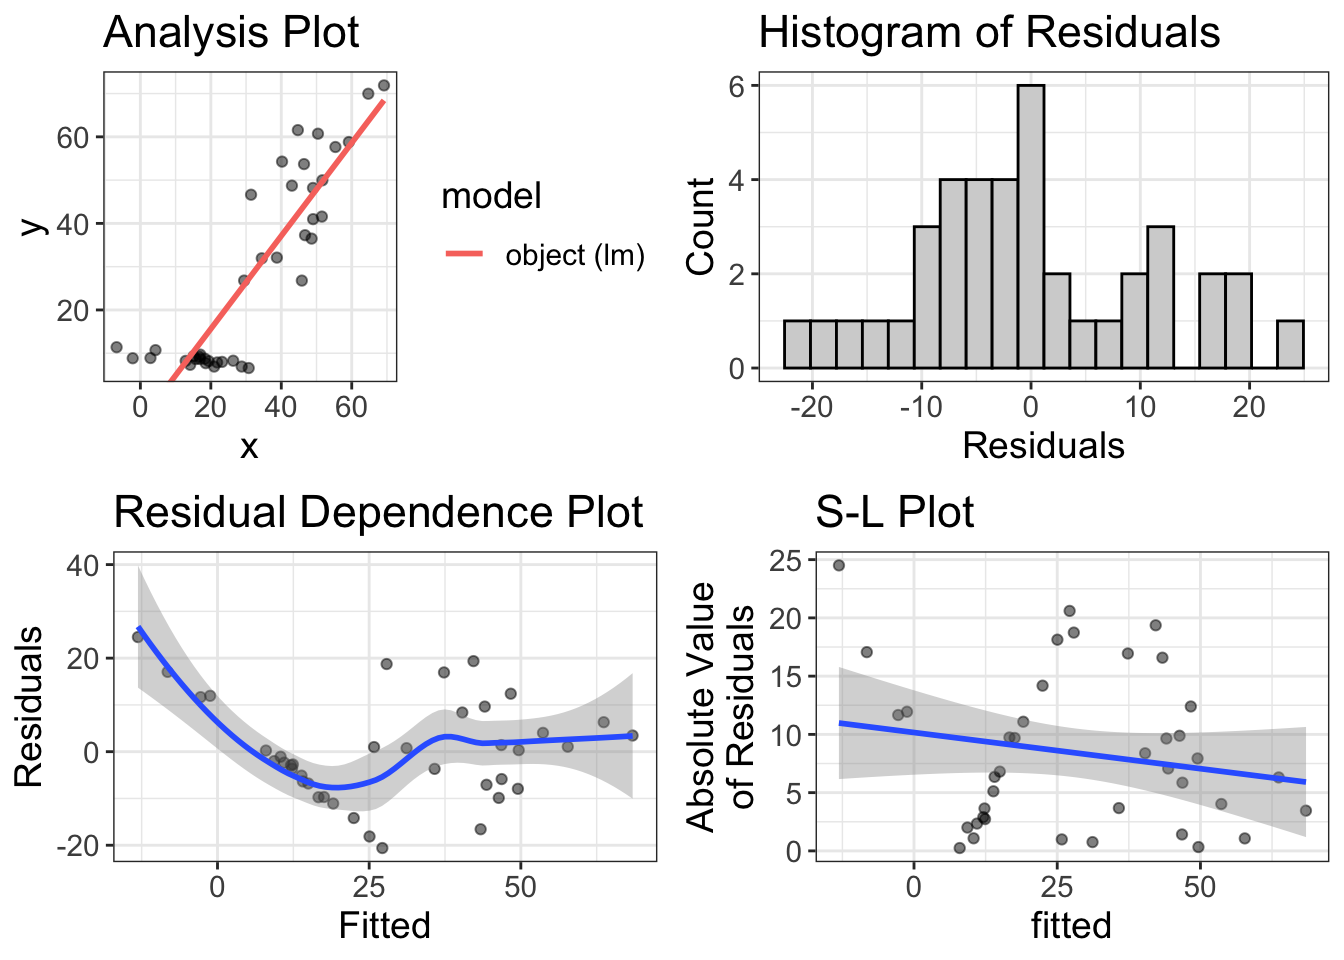 Analysis Plot
60
40
20
y
0 20 40 60
x
model
object (lm)
Histogram of Residuals
6
4
2
0
Count
-20 -10 0 10 20
Residuals
Residual Dependence Plot
40
20
0
-20
Residuals
0 25 50
Fitted
S-L Plot
25
20
15
10
5
0
Absolute Value
of Residuals
0 25 50
fitted